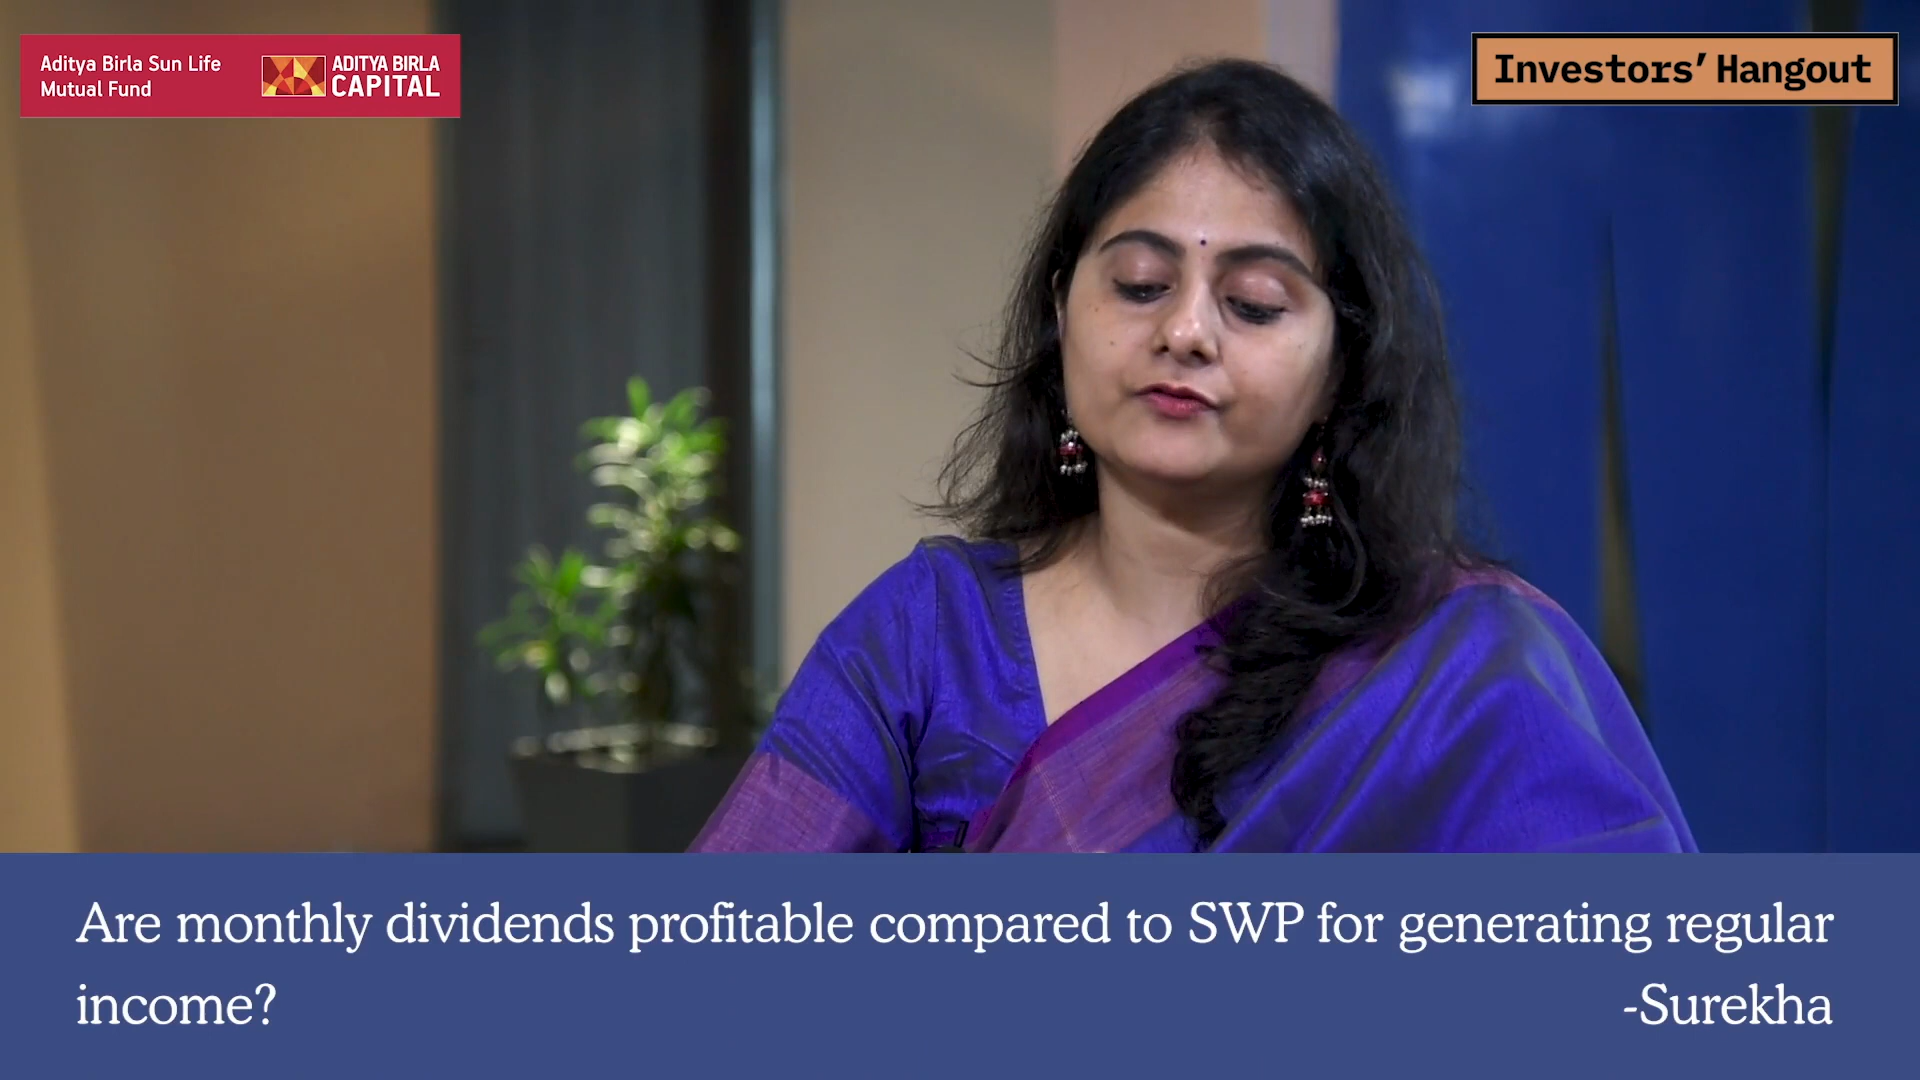 Aditya Birla Sun Life
Mutual Fund
ADITYA BIRLA
CAPITAL
Investors’ Hangout
Are monthly dividends profitable compared to SWP for generating regular
income?
-Surekha